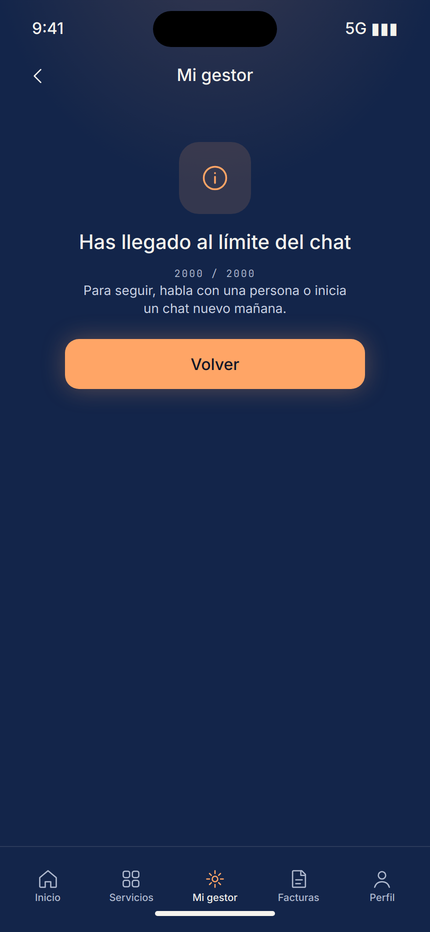 9:41
5G
Mi gestor
Has llegado al límite del chat
2000 / 2000
Para seguir, habla con una persona o inicia
un chat nuevo mañana.
Volver
Inicio
Servicios
Mi gestor
Facturas
Perfil